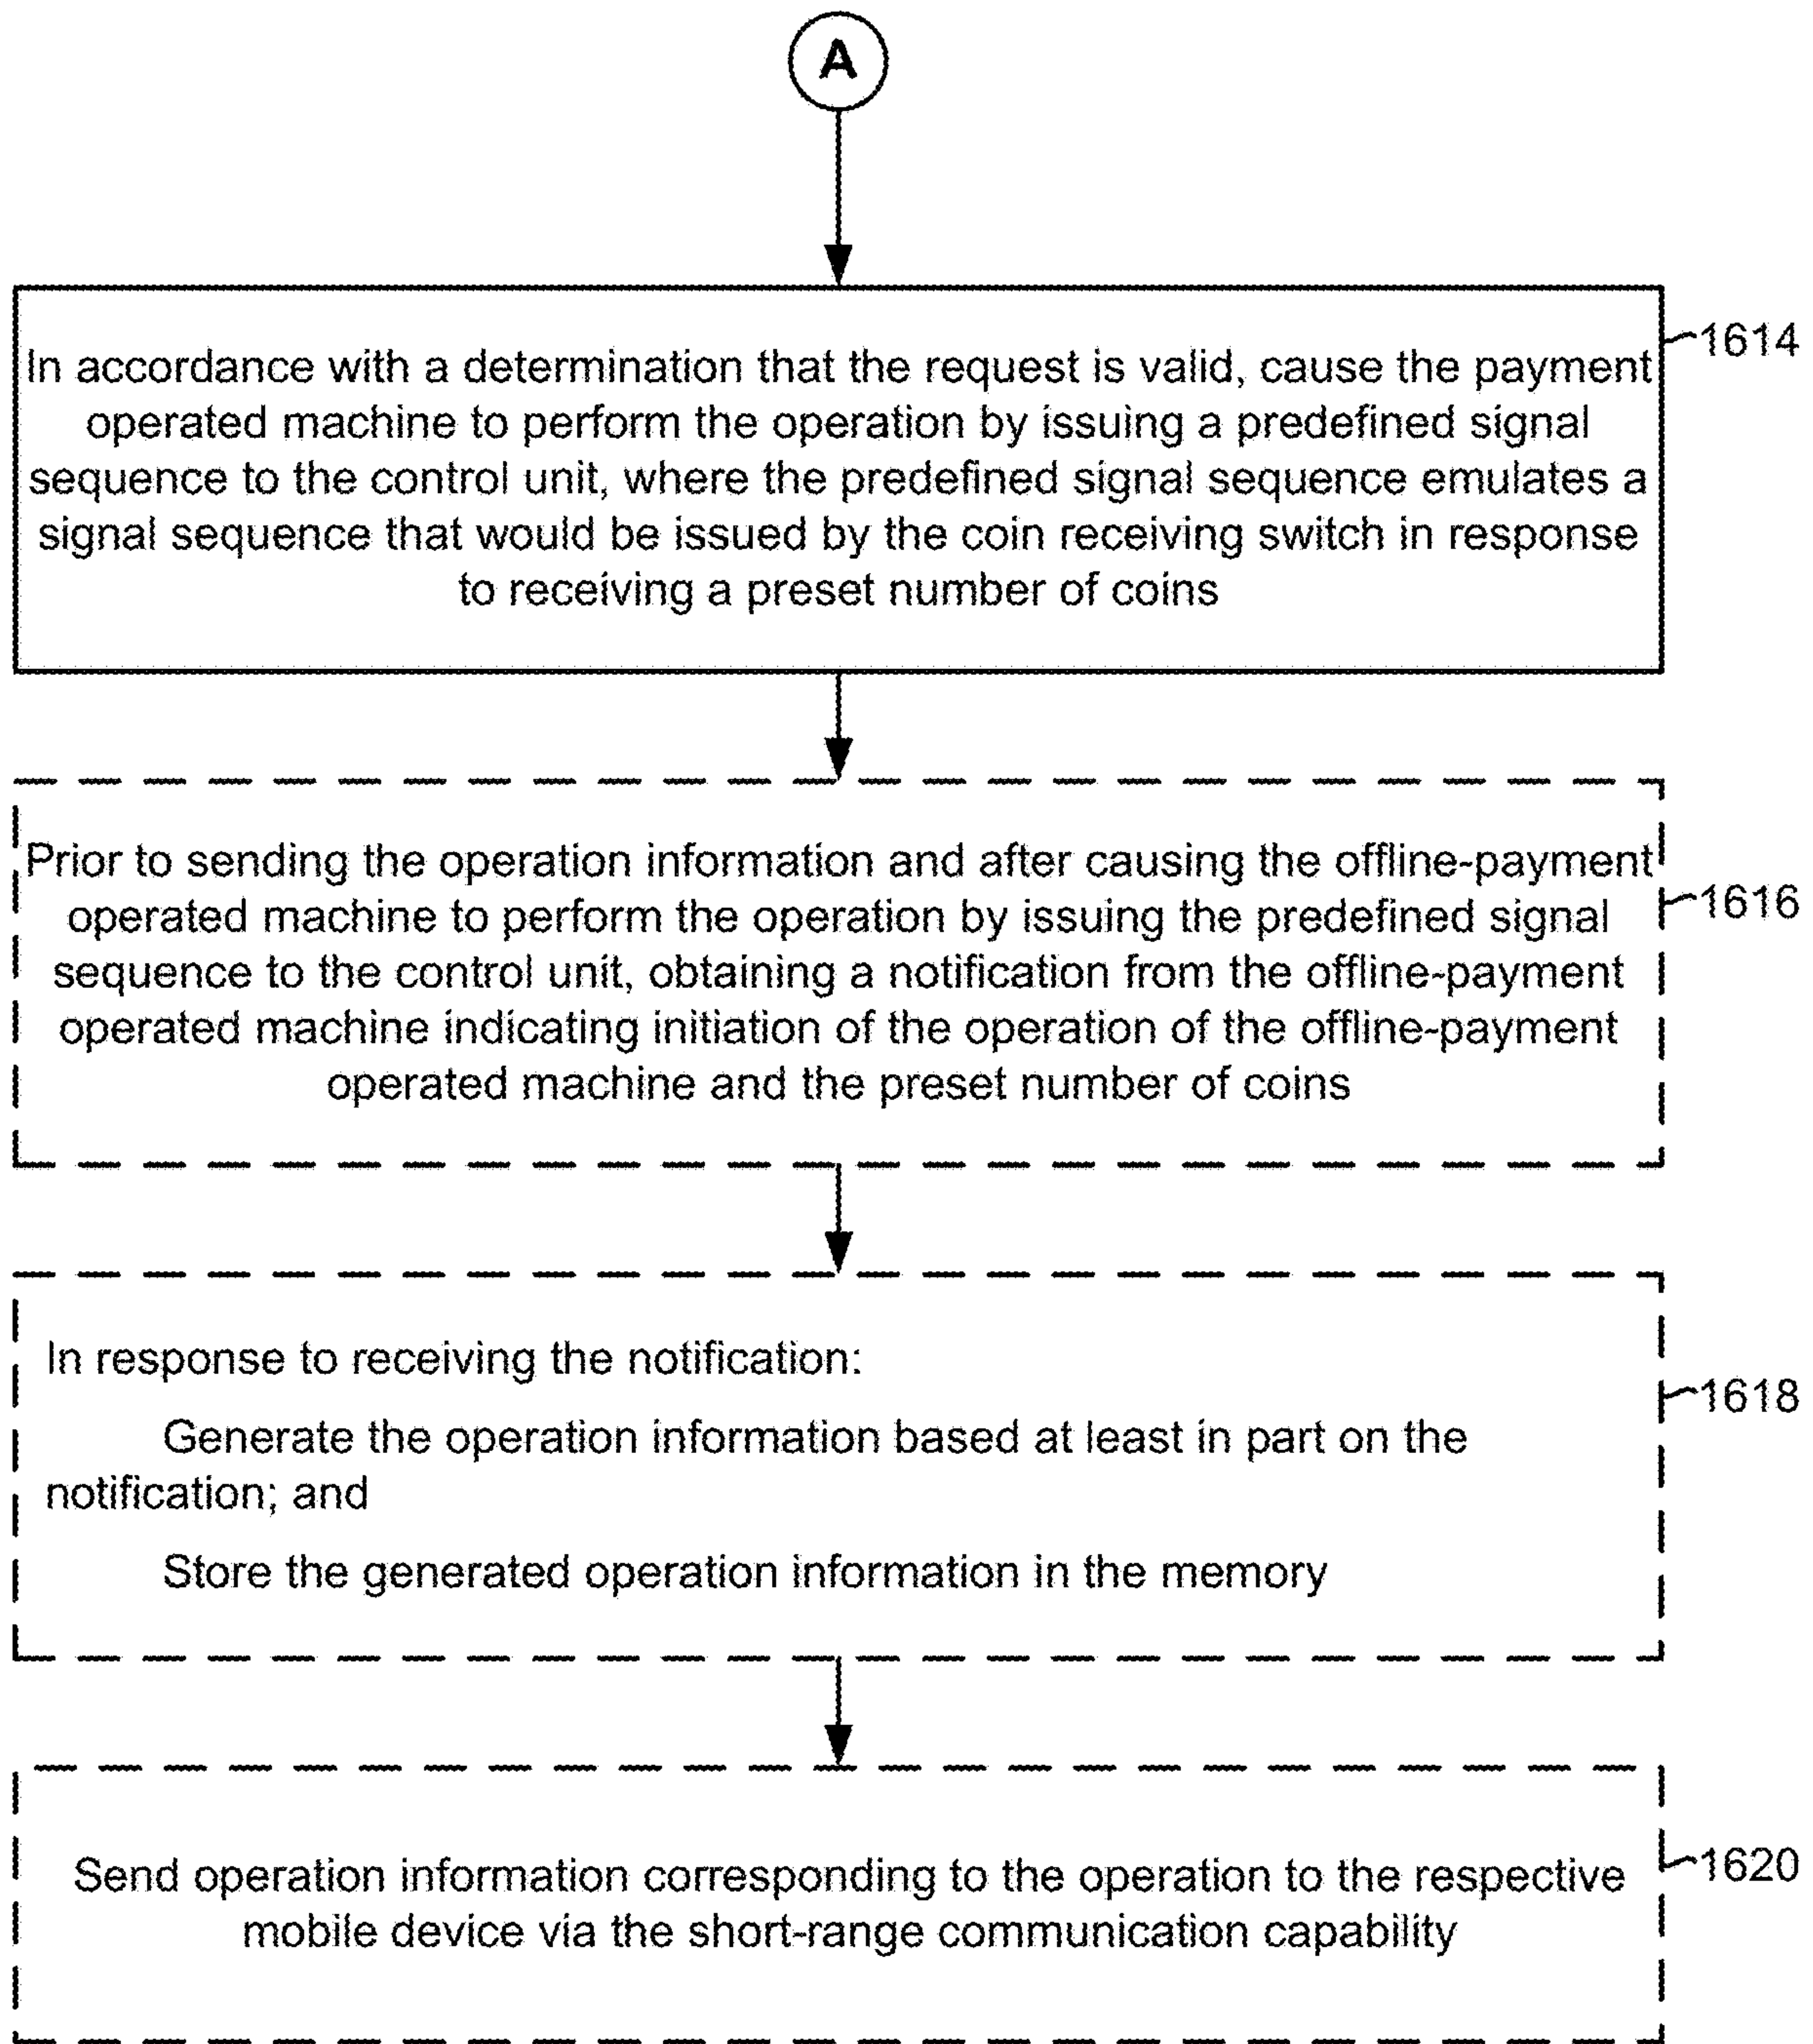 A
In accordance with a determination that the request is valid, cause the payment
operated machine to perform the operation by issuing a predefined signal
sequence to the control unit, where the predefined signal sequence emulates a
signal sequence that would be issued by the coin receiving switch in response
to receiving a preset number of coins
1614
Prior to sending the operation information and after causing the offline-payment
operated machine to perform the operation by issuing the predefined signal
sequence to the control unit, obtaining a notification from the offline-payment
operated machine indicating initiation of the operation of the offline-payment
operated machine and the preset number of coins
1616
In response to receiving the notification:
Generate the operation information based at least in part on the
notification; and
Store the generated operation information in the memory
1618
Send operation information corresponding to the operation to the respective
mobile device via the short-range communication capability
1620